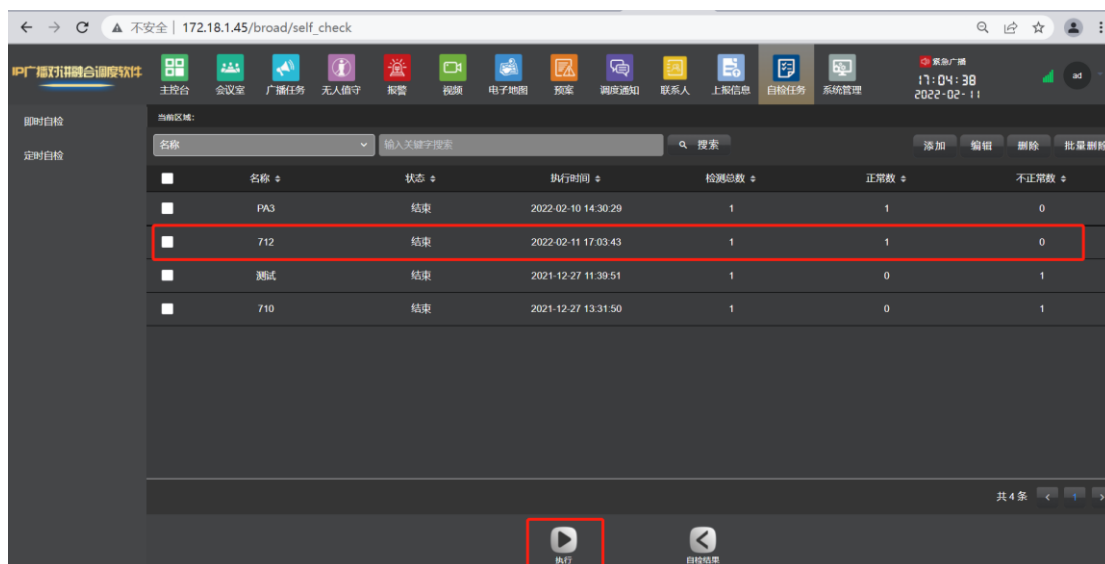 不安全 | 172.18.1.45/broad/self_check
IP广播对讲融合调度软件
主控台 会议室 广播任务 无人值守 报警 视频 电子地图 预案 调度通知 联系人 上报信息 自检任务 系统管理
紧急广播
17:04:38
2022-02-11
ad
即时自检
定时自检
当前区域:
名称 输入关键字搜索 搜索 添加 编辑 删除 批量删除
名称 状态 执行时间 检测总数 正常数 不正常数
PA3 结束 2022-02-10 14:30:29 1 1 0
712 结束 2022-02-11 17:03:43 1 1 0
测试 结束 2021-12-27 11:39:51 1 0 1
710 结束 2021-12-27 13:31:50 1 0 1
共4条 < 1 >
执行 自检结果